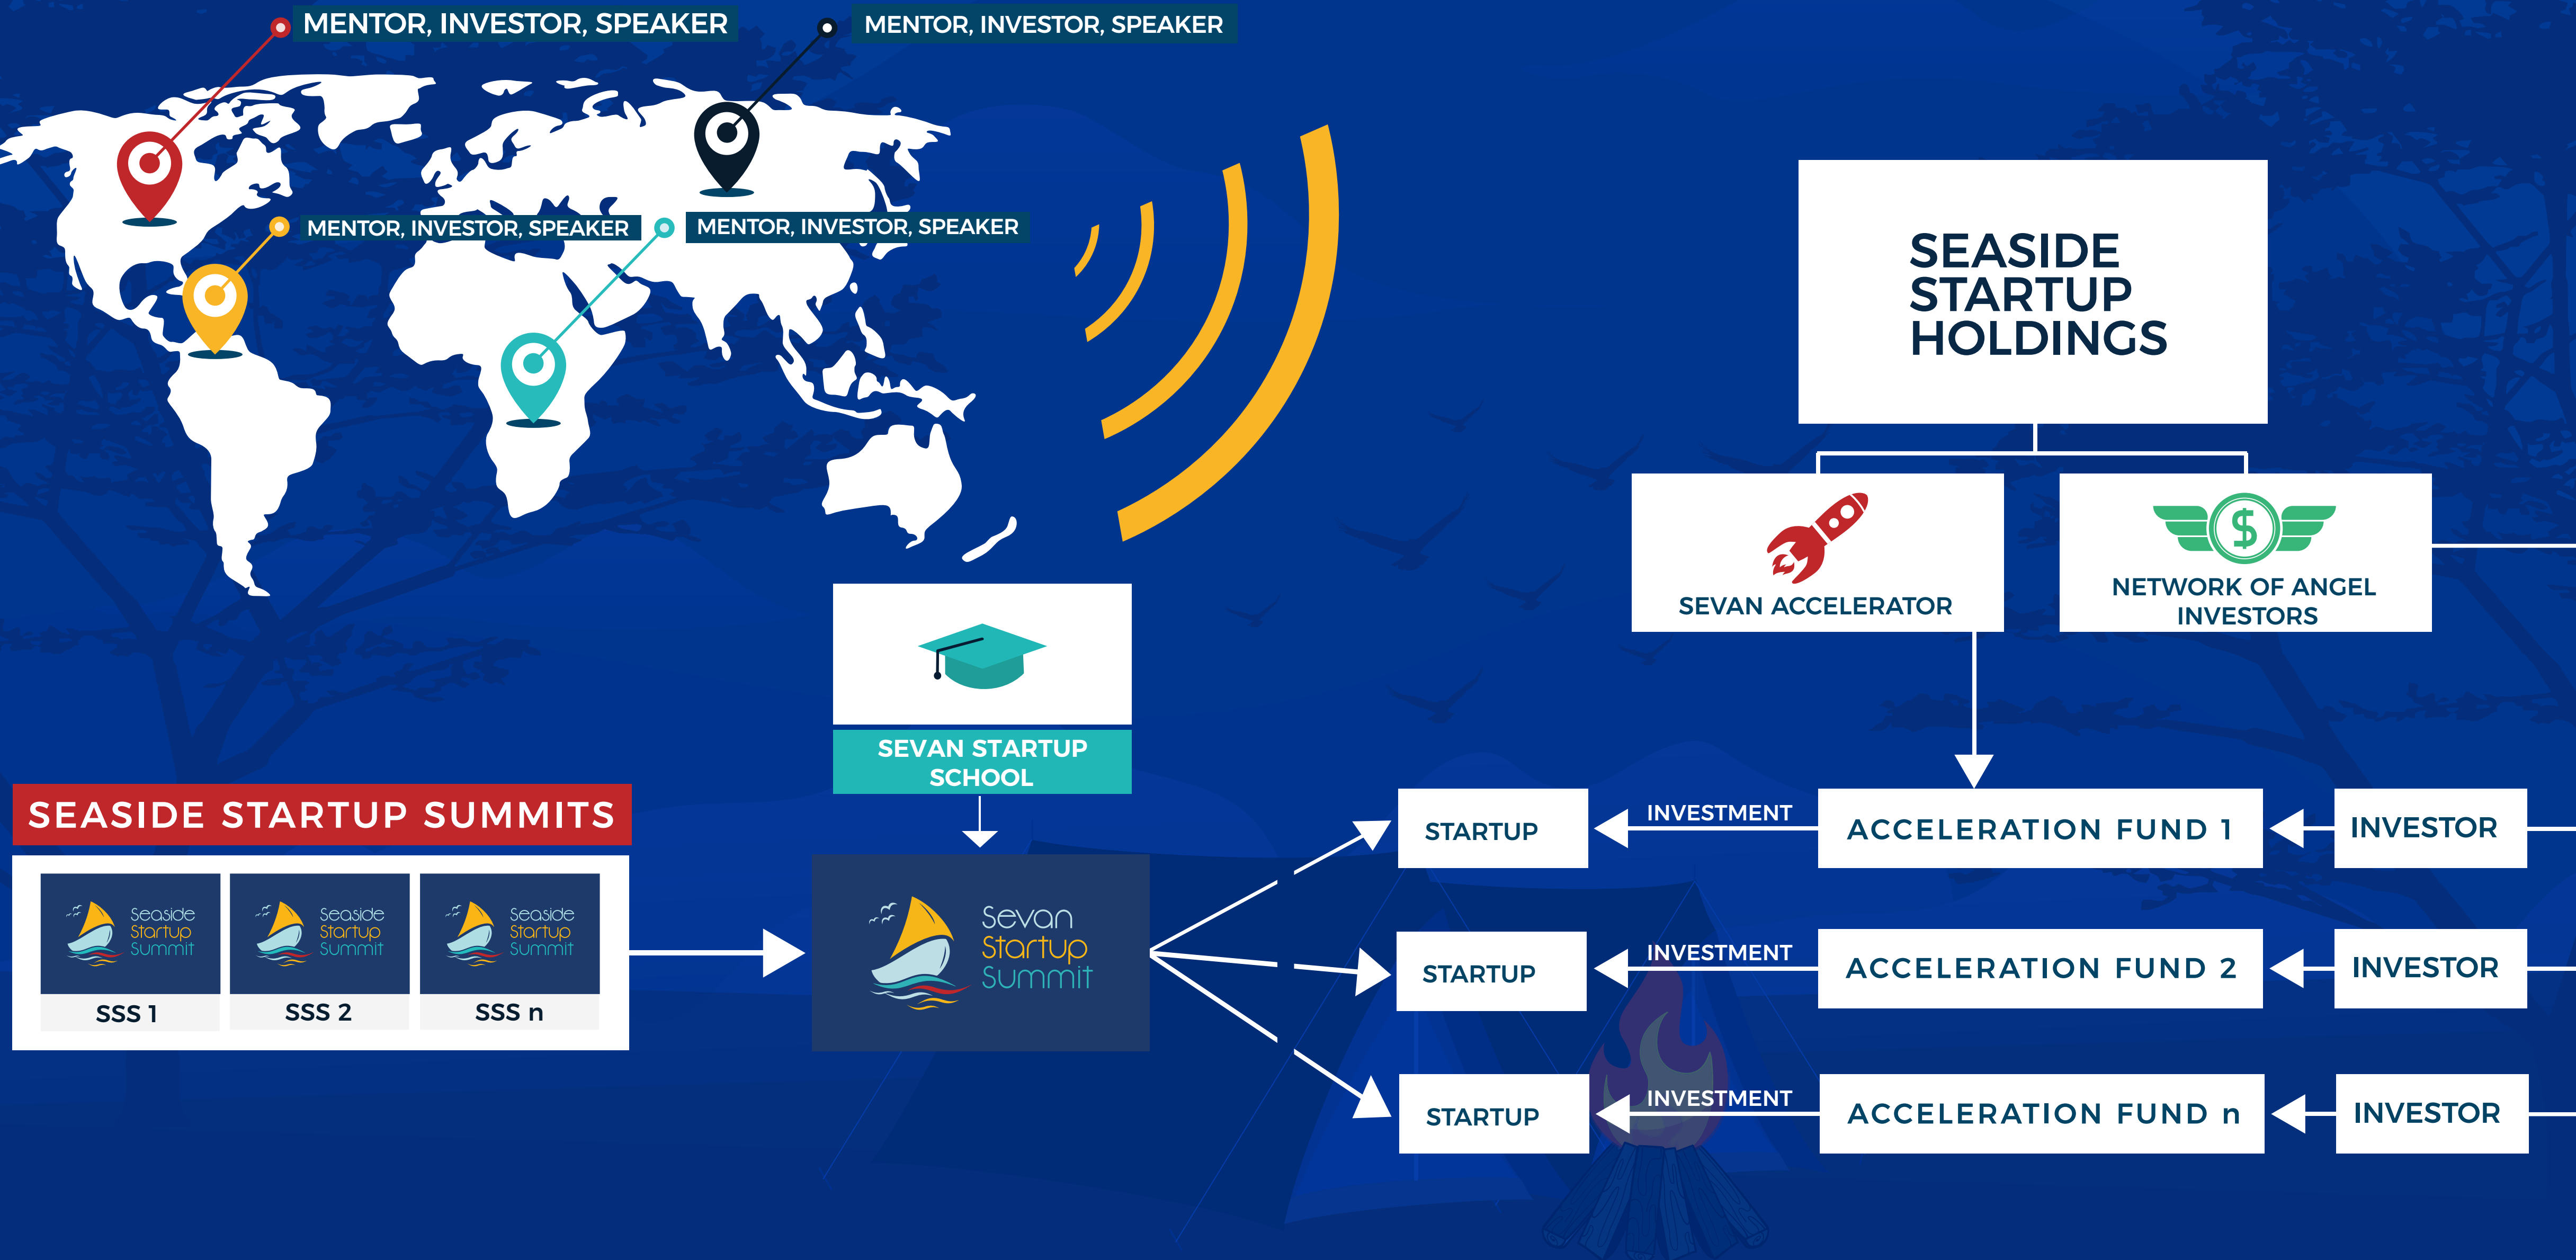 MENTOR, INVESTOR, SPEAKER
MENTOR, INVESTOR, SPEAKER
MENTOR, INVESTOR, SPEAKER
MENTOR, INVESTOR, SPEAKER
SEASIDE
STARTUP
HOLDINGS
$
SEVAN ACCELERATOR
NETWORK OF ANGEL
INVESTORS
SEVAN STARTUP
SCHOOL
SEASIDE STARTUP SUMMITS
Seaside
Startup
Summit
SSS 1
Seaside
Startup
Summit
SSS 2
Seaside
Startup
Summit
SSS n
Sevan
Startup
Summit
STARTUP
INVESTMENT
ACCELERATION FUND 1
INVESTOR
STARTUP
INVESTMENT
ACCELERATION FUND 2
INVESTOR
STARTUP
INVESTMENT
ACCELERATION FUND n
INVESTOR